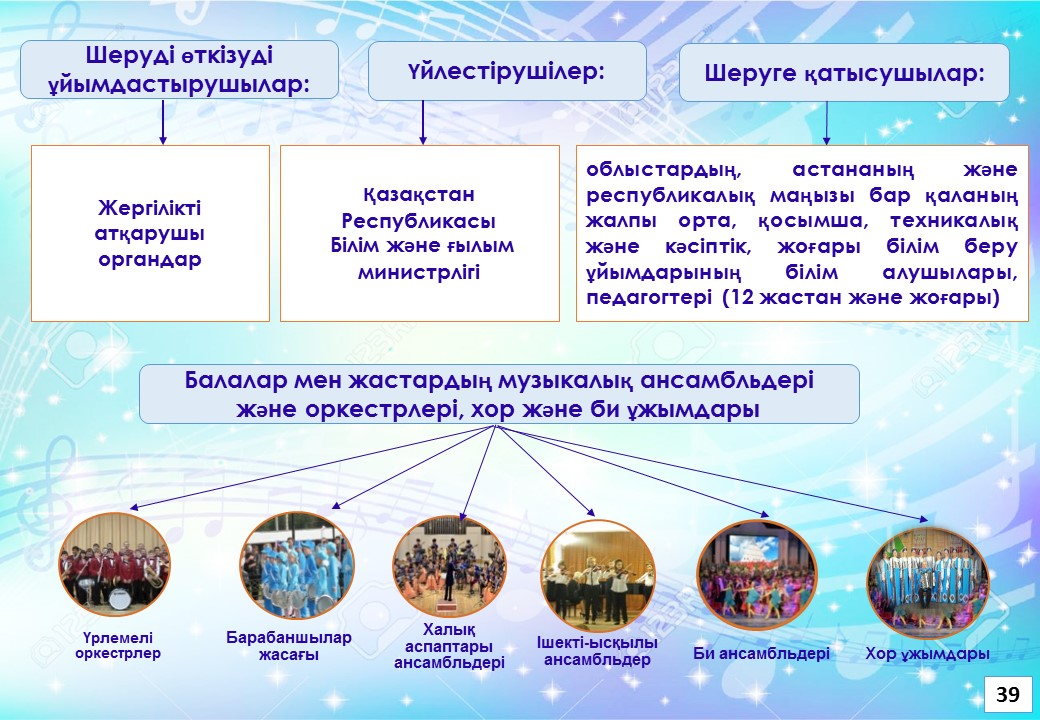 Шеруді өткізуді
ұйымдастырушылар:
Үйлестірушілер:
Шеруге қатысушылар:
Жергілікті
атқарушы
органдар
Қазақстан
Республикасы
Білім және ғылым
министрлігі
облыстардың, астананың және
республикалық маңызы бар қаланың
жалпы орта, қосымша, техникалық
және кәсіптік, жоғары білім беру
ұйымдарының білім алушылары,
педагогтері (12 жастан және жоғары)
Балалар мен жастардың музыкалық ансамбльдері
және оркестрлері, хор және би ұжымдары
Үрлемелі
оркестрлер
Барабаншылар
жасағы
Халық
аспаптары
ансамбльдері
Ішекті-ысқылы
ансамбльдер
Би ансамбльдері
Хор ұжымдары
39